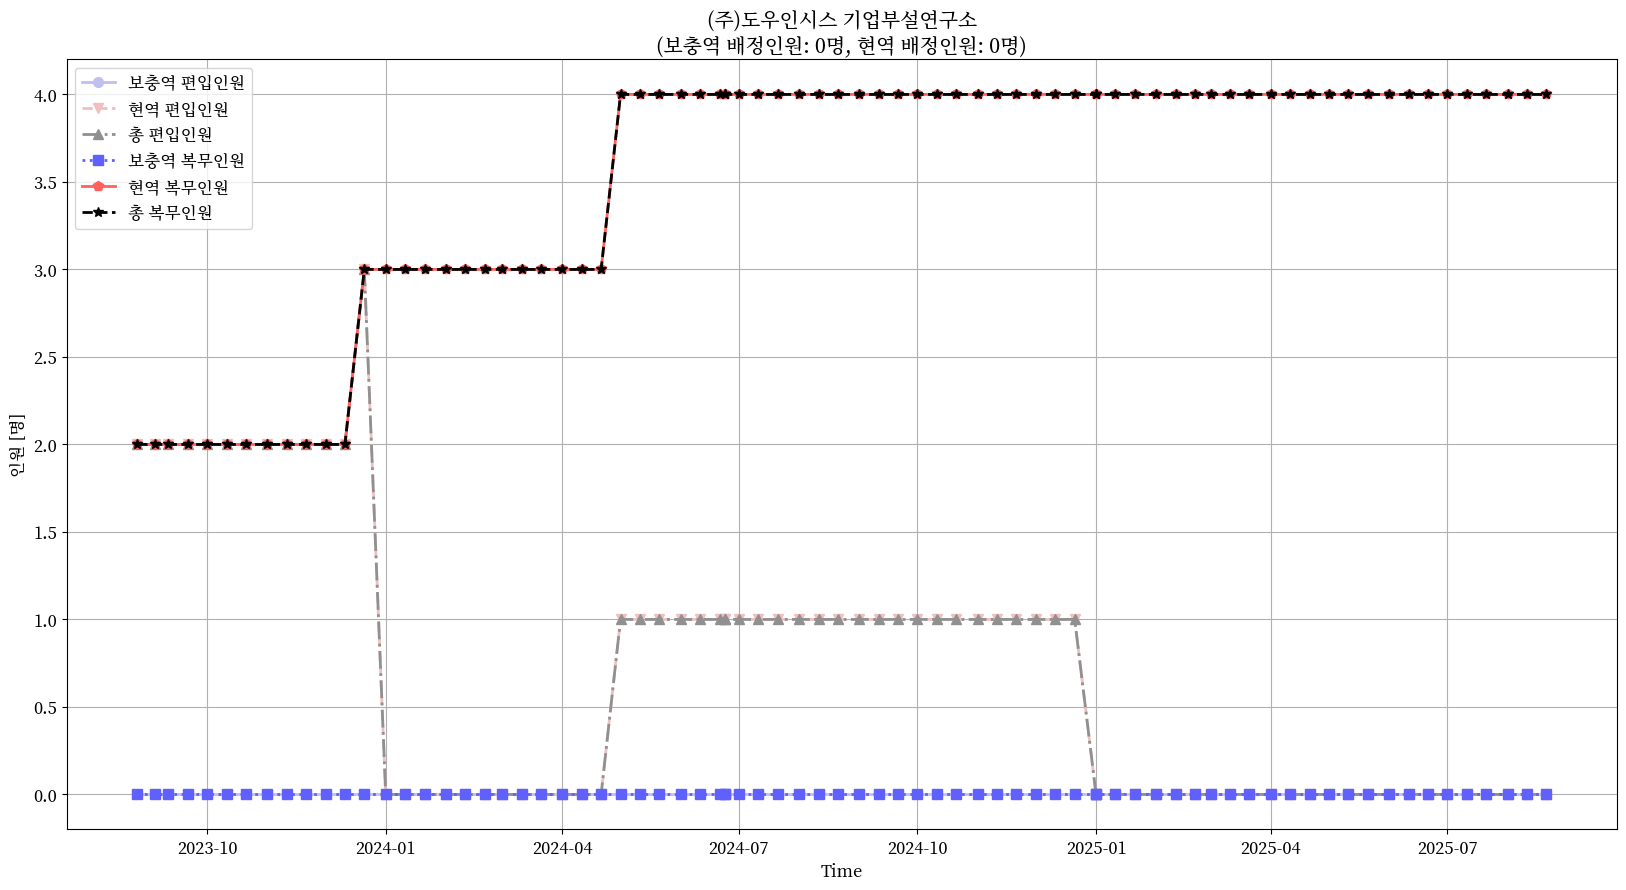 (주)도우인시스 기업부설연구소
(보충역 배정인원: 0명, 현역 배정인원: 0명)
보충역 편입인원
현역 편입인원
총 편입인원
보충역 복무인원
현역 복무인원
총 복무인원
인원 [명]
4.0
3.5
3.0
2.5
2.0
1.5
1.0
0.5
0.0
2023-10
2024-01
2024-04
2024-07
2024-10
2025-01
2025-04
2025-07
Time